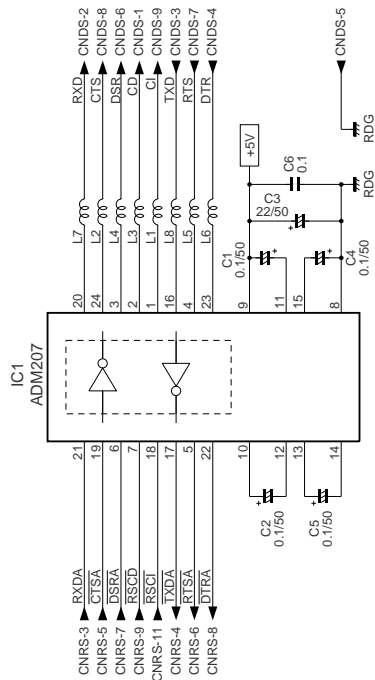 IC1
ADM207
CNRS-3 RXDA 21 20 L7 RXD CNDS-2
CNRS-5 CTSA 19 24 L2 CTS CNDS-8
CNRS-7 DSRA 6 3 L4 DSR CNDS-6
CNRS-9 RSCD 7 2 L3 CD CNDS-1
CNRS-11 RSCI 18 1 L1 CI CNDS-9
CNRS-4 TXDA 17 16 L8 TXD CNDS-3
CNRS-6 RTSA 5 4 L5 RTS CNDS-7
CNRS-8 DTRA 22 23 L6 DTR CNDS-4
+5V
10 9
C1
0.1/50
C3
22/50
C6
0.1
C2
0.1/50
+
+
+
12 11
13 15
C5
0.1/50
C4
0.1/50
+
+
14 8
RDG
RDG
CNDS-5